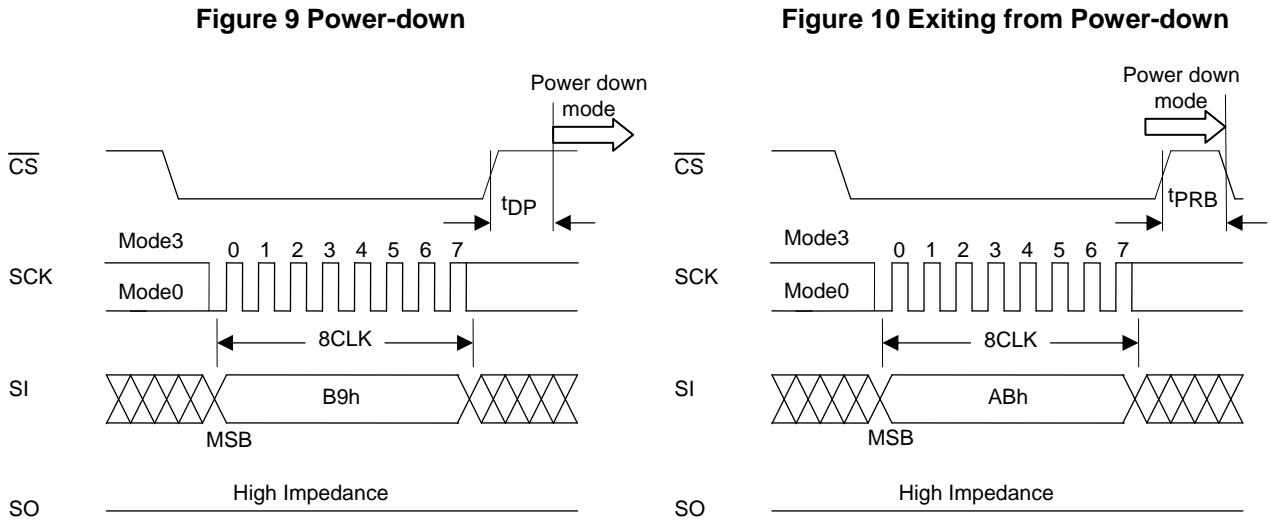 Figure 9 Power-down
Power down
mode
CS
tDP
Mode3
0 1 2 3 4 5 6 7
SCK
Mode0
8CLK
SI
B9h
MSB
High Impedance
SO
Figure 10 Exiting from Power-down
Power down
mode
CS
tPRB
Mode3
0 1 2 3 4 5 6 7
SCK
Mode0
8CLK
SI
ABh
MSB
High Impedance
SO